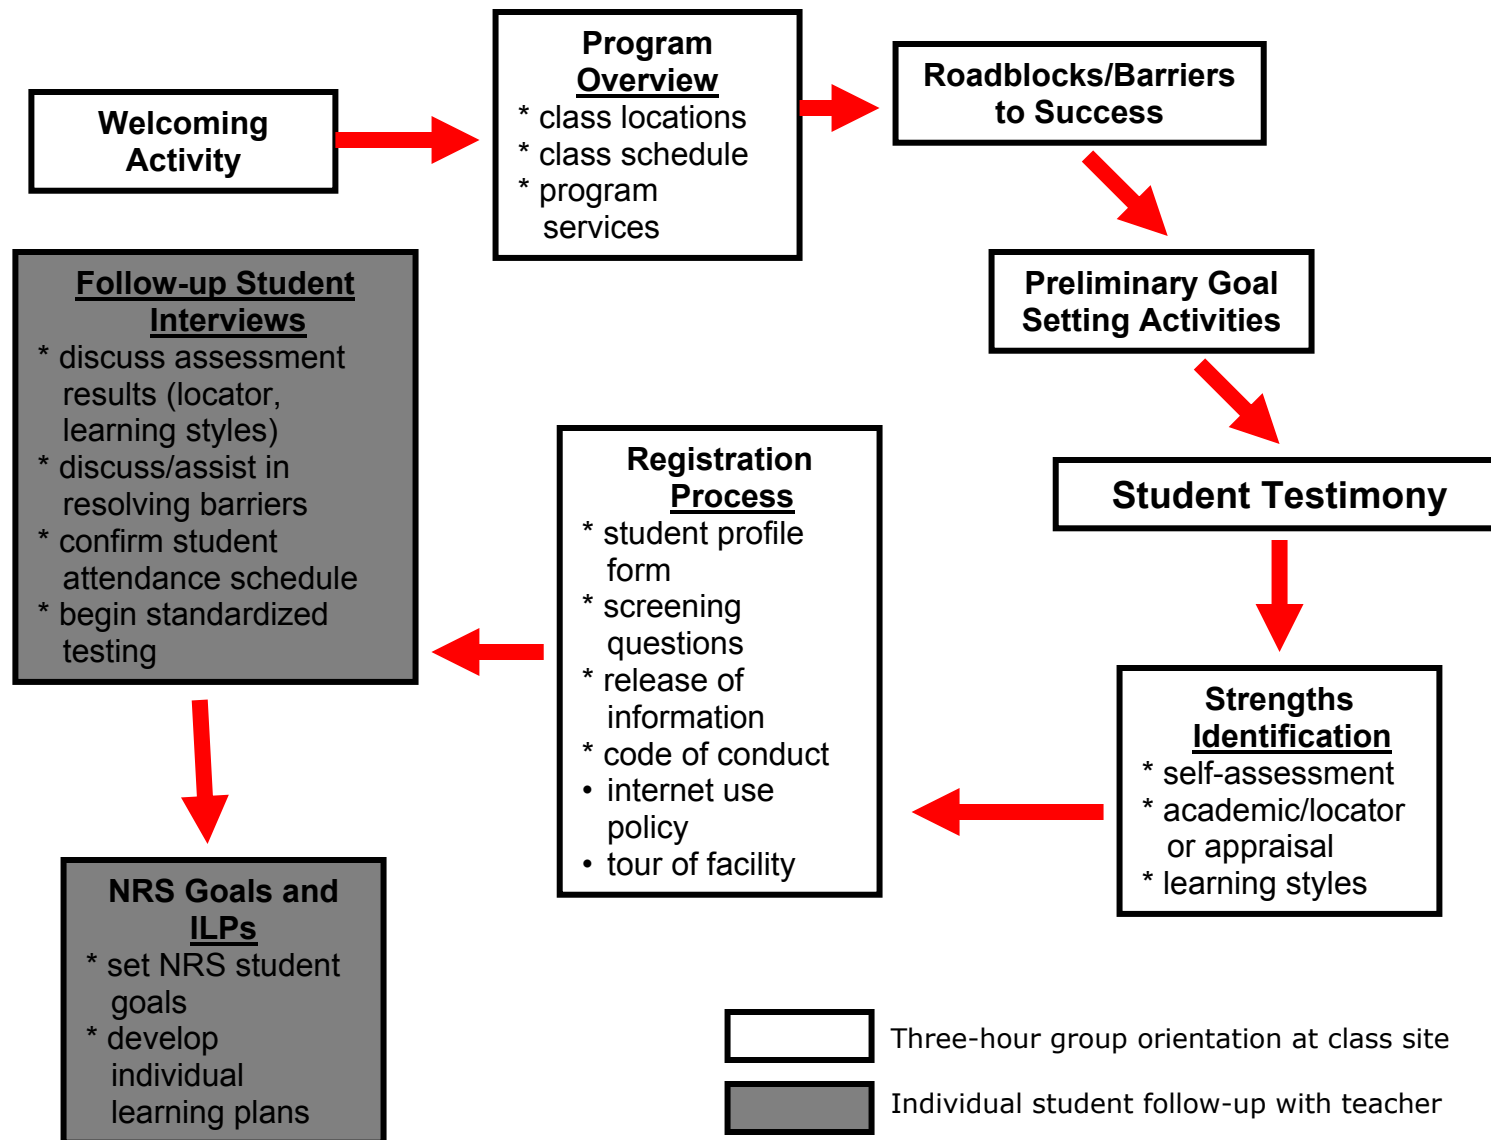 Welcoming
Activity
Program
Overview
* class locations
* class schedule
* program
services
Roadblocks/Barriers
to Success
Preliminary Goal
Setting Activities
Student Testimony
Strengths
Identification
* self-assessment
* academic/locator
or appraisal
* learning styles
Registration
Process
* student profile
form
* screening
questions
* release of
information
* code of conduct
• internet use
policy
• tour of facility
Follow-up Student
Interviews
* discuss assessment
results (locator,
learning styles)
* discuss/assist in
resolving barriers
* confirm student
attendance schedule
* begin standardized
testing
NRS Goals and
ILPs
* set NRS student
goals
* develop
individual
learning plans
Three-hour group orientation at class site
Individual student follow-up with teacher